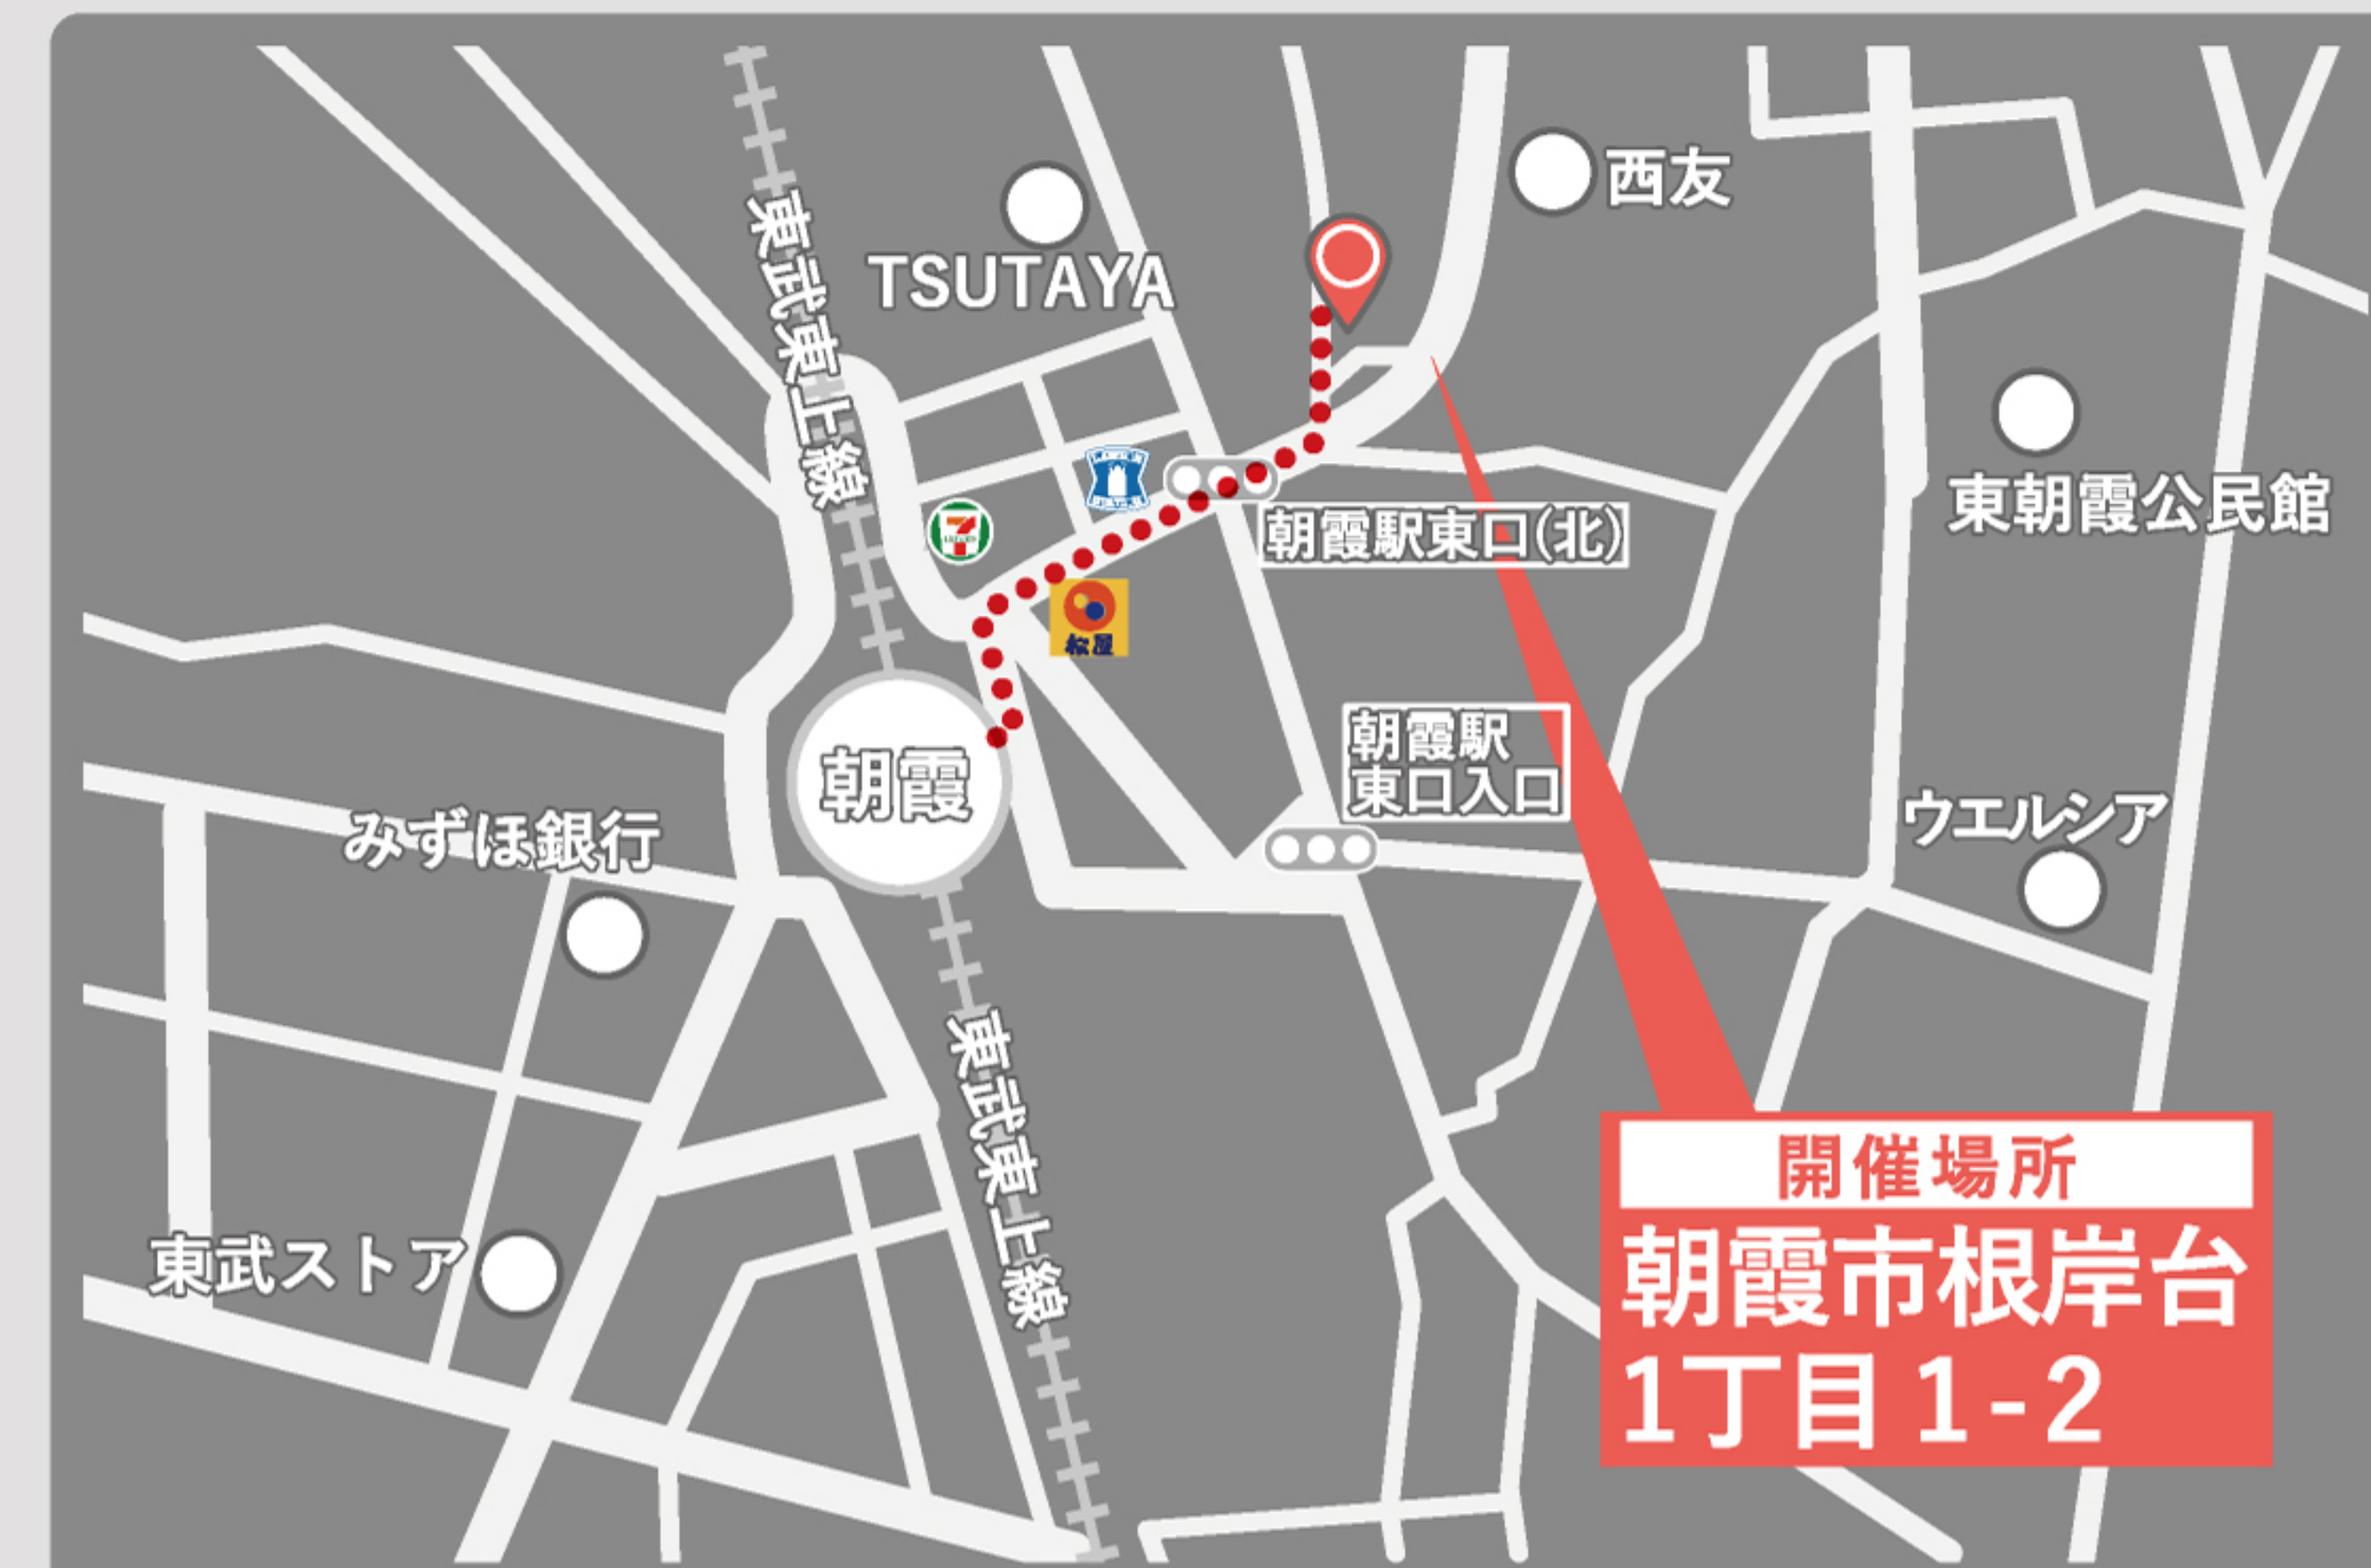 西友
東武東上線
TSUTAYA
7
朝霞駅東口(北)
東朝霞公民館
松屋
朝霞駅
東口入口
朝霞
みずほ銀行
ウエルシア
東武東上線
開催場所
朝霞市根岸台
1丁目1-2
東武ストア